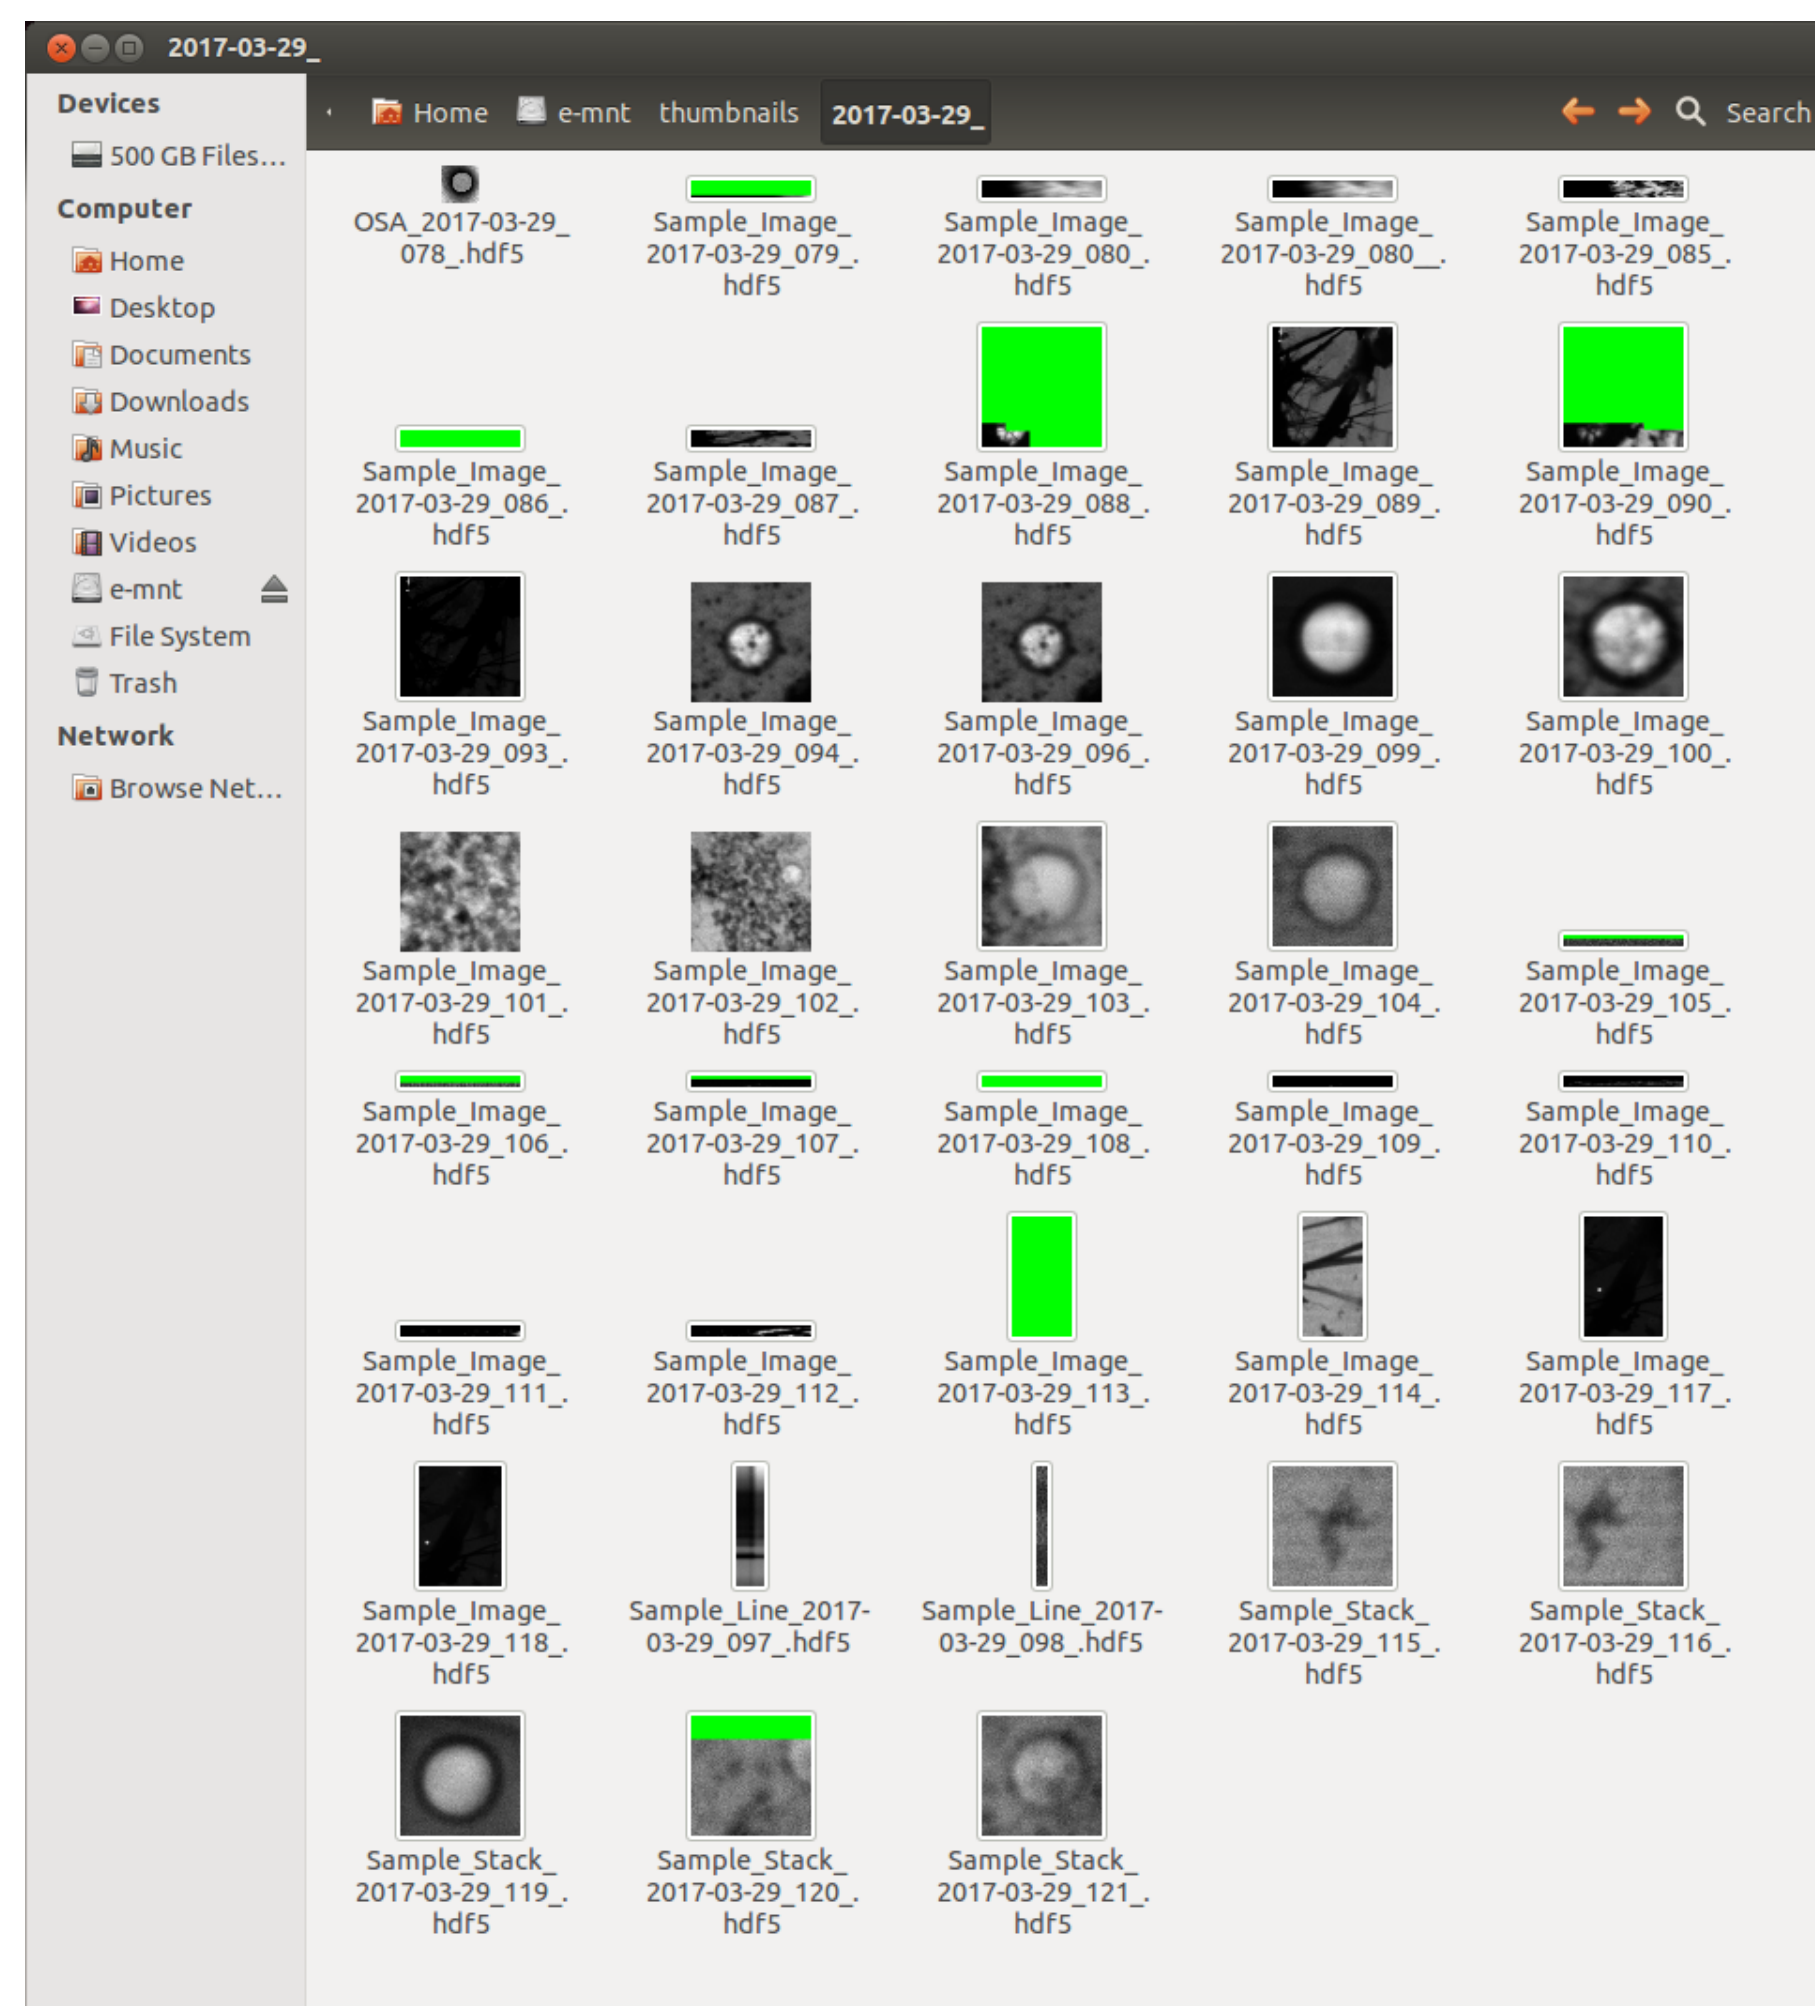 2017-03-29_
Devices
500 GB Files...
Computer
Home
Desktop
Documents
Downloads
Music
Pictures
Videos
e-mnt
File System
Trash
Network
Browse Net...
Home e-mnt thumbnails 2017-03-29_ Search
OSA_2017-03-29_
078_.hdf5
Sample_Image_
2017-03-29_079_.
hdf5
Sample_Image_
2017-03-29_080_.
hdf5
Sample_Image_
2017-03-29_080__.
hdf5
Sample_Image_
2017-03-29_085_.
hdf5
Sample_Image_
2017-03-29_086_.
hdf5
Sample_Image_
2017-03-29_087_.
hdf5
Sample_Image_
2017-03-29_088_.
hdf5
Sample_Image_
2017-03-29_089_.
hdf5
Sample_Image_
2017-03-29_090_.
hdf5
Sample_Image_
2017-03-29_093_.
hdf5
Sample_Image_
2017-03-29_094_.
hdf5
Sample_Image_
2017-03-29_096_.
hdf5
Sample_Image_
2017-03-29_099_.
hdf5
Sample_Image_
2017-03-29_100_.
hdf5
Sample_Image_
2017-03-29_101_.
hdf5
Sample_Image_
2017-03-29_102_.
hdf5
Sample_Image_
2017-03-29_103_.
hdf5
Sample_Image_
2017-03-29_104_.
hdf5
Sample_Image_
2017-03-29_105_.
hdf5
Sample_Image_
2017-03-29_106_.
hdf5
Sample_Image_
2017-03-29_107_.
hdf5
Sample_Image_
2017-03-29_108_.
hdf5
Sample_Image_
2017-03-29_109_.
hdf5
Sample_Image_
2017-03-29_110_.
hdf5
Sample_Image_
2017-03-29_111_.
hdf5
Sample_Image_
2017-03-29_112_.
hdf5
Sample_Image_
2017-03-29_113_.
hdf5
Sample_Image_
2017-03-29_114_.
hdf5
Sample_Image_
2017-03-29_117_.
hdf5
Sample_Image_
2017-03-29_118_.
hdf5
Sample_Line_2017-
03-29_097_.hdf5
Sample_Line_2017-
03-29_098_.hdf5
Sample_Stack_
2017-03-29_115_.
hdf5
Sample_Stack_
2017-03-29_116_.
hdf5
Sample_Stack_
2017-03-29_119_.
hdf5
Sample_Stack_
2017-03-29_120_.
hdf5
Sample_Stack_
2017-03-29_121_.
hdf5